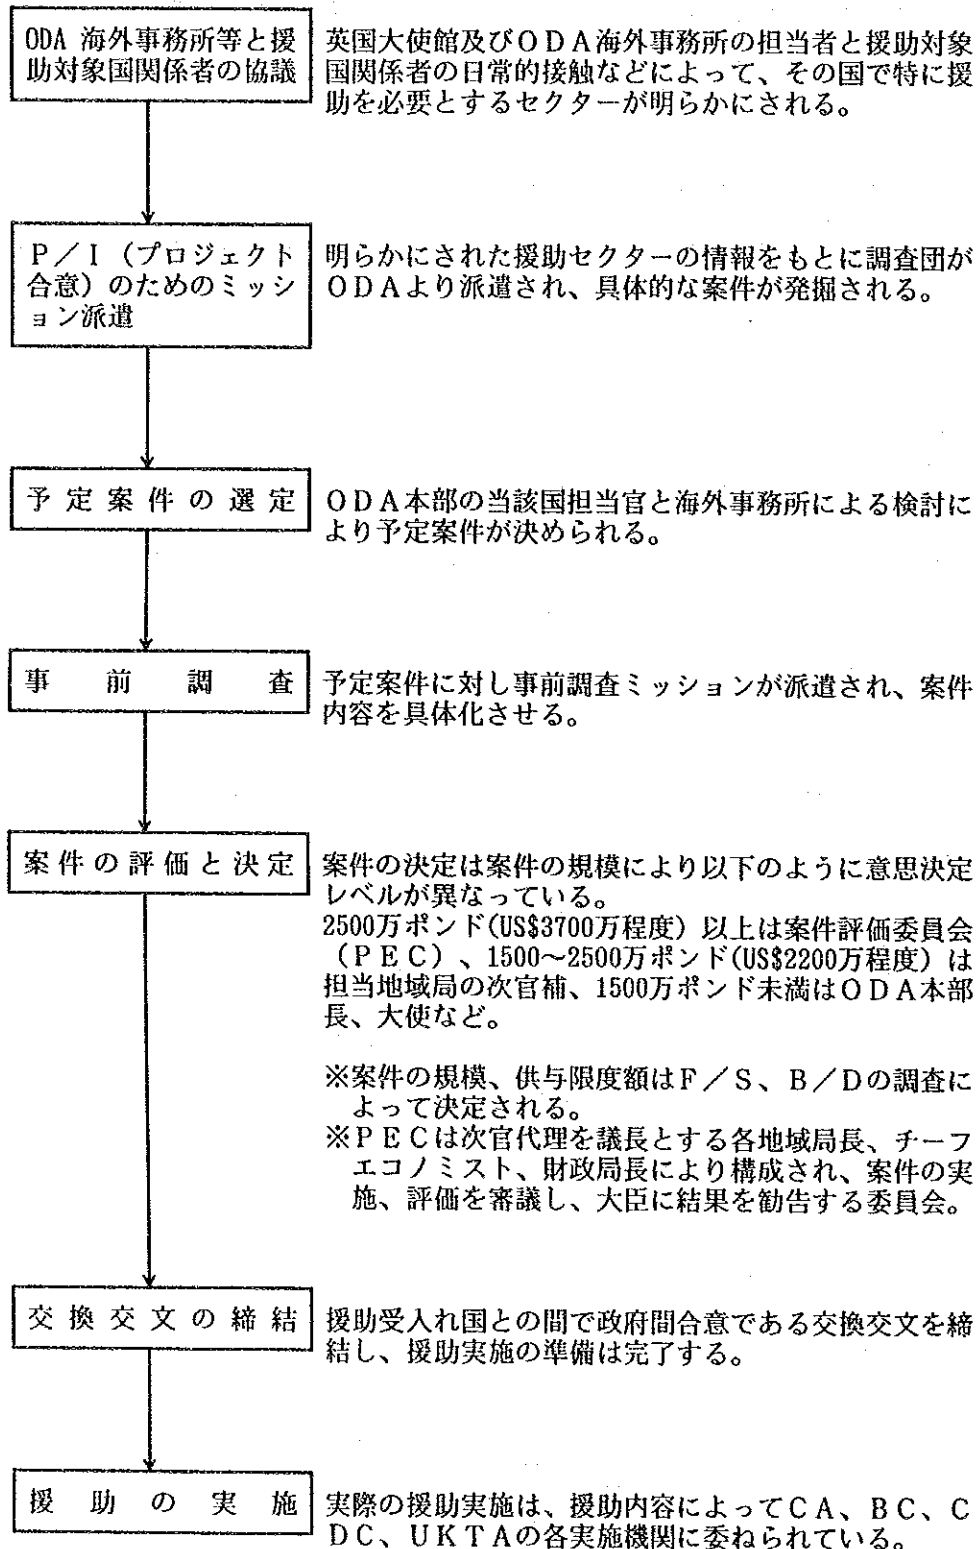 ODA 海外事務所等と援
助対象国関係者の協議
英国大使館及びＯＤＡ海外事務所の担当者と援助対象
国関係者の日常的接触などによって、その国で特に援
助を必要とするセクターが明らかにされる。
Ｐ／Ｉ（プロジェクト
合意）のためのミッシ
ョン派遣
明らかにされた援助セクターの情報をもとに調査団が
ＯＤＡより派遣され、具体的な案件が発掘される。
予定案件の選定
ＯＤＡ本部の当該国担当官と海外事務所による検討に
より予定案件が決められる。
事前調査
予定案件に対し事前調査ミッションが派遣され、案件
内容を具体化させる。
案件の評価と決定
案件の決定は案件の規模により以下のように意思決定
レベルが異なっている。
2500万ポンド(US$3700万程度) 以上は案件評価委員会
（ＰＥＣ）、1500～2500万ポンド(US$2200万程度) は
担当地域局の次官補、1500万ポンド未満はＯＤＡ本部
長、大使など。
※案件の規模、供与限度額はＦ／Ｓ、Ｂ／Ｄの調査に
よって決定される。
※ＰＥＣは次官代理を議長とする各地域局長、チーフ
エコノミスト、財政局長により構成され、案件の実
施、評価を審議し、大臣に結果を勧告する委員会。
交換交文の締結
援助受入れ国との間で政府間合意である交換交文を締
結し、援助実施の準備は完了する。
援助の実施
実際の援助実施は、援助内容によってＣＡ、ＢＣ、Ｃ
ＤＣ、ＵＫＴＡの各実施機関に委ねられている。